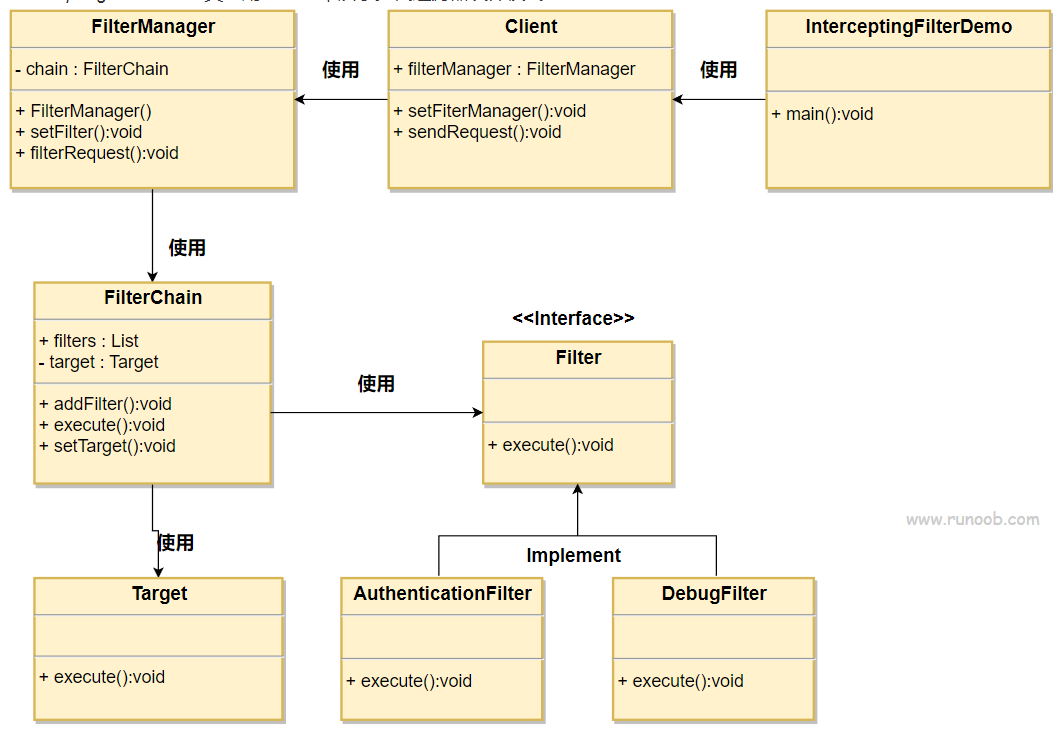 FilterManager
- chain : FilterChain
+ FilterManager()
+ setFilter():void
+ filterRequest():void
使用
Client
+ filterManager : FilterManager
+ setFiterManager():void
+ sendRequest():void
使用
InterceptingFilterDemo
+ main():void
使用
FilterChain
+ filters : List
- target : Target
+ addFilter():void
+ execute():void
+ setTarget():void
使用
<<Interface>>
Filter
+ execute():void
www.runoob.com
使用
Implement
Target
+ execute():void
AuthenticationFilter
+ execute():void
DebugFilter
+ execute():void